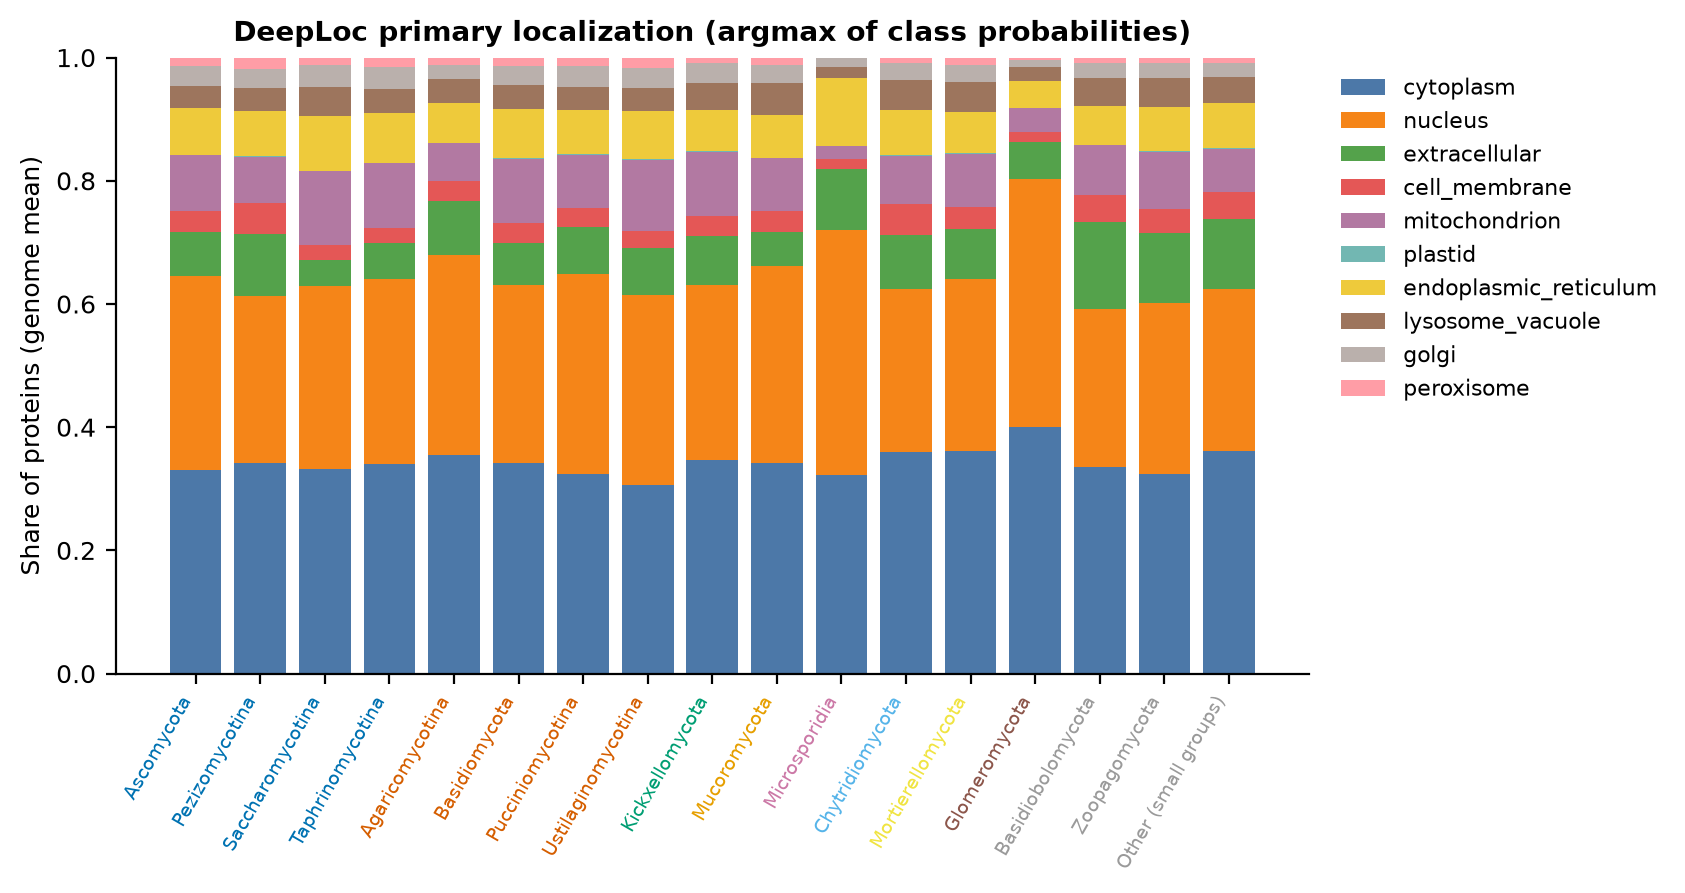 DeepLoc primary localization (argmax of class probabilities)
Share of proteins (genome mean)
1.0
0.8
0.6
0.4
0.2
0.0
Ascomycota
Pezizomycotina
Saccharomycotina
Taphrinomycotina
Agaricomycotina
Basidiomycota
Pucciniomycotina
Ustilaginomycotina
Kickxellomycota
Mucoromycota
Microsporidia
Chytridiomycota
Mortierellomycota
Glomeromycota
Basidiobolomycota
Zoopagomycota
Other (small groups)
cytoplasm
nucleus
extracellular
cell_membrane
mitochondrion
plastid
endoplasmic_reticulum
lysosome_vacuole
golgi
peroxisome